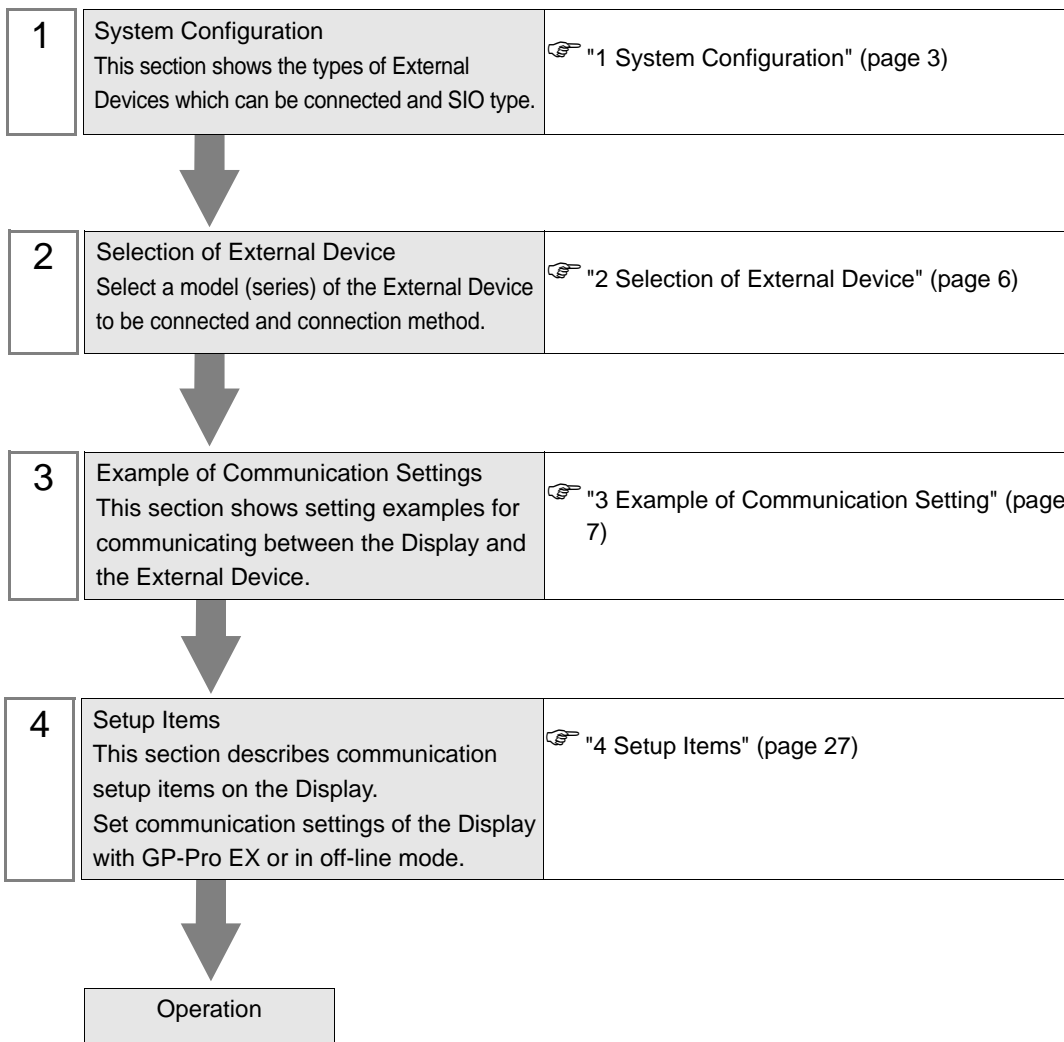 1
System Configuration
This section shows the types of External
Devices which can be connected and SIO type.
"1 System Configuration" (page 3)
2
Selection of External Device
Select a model (series) of the External Device
to be connected and connection method.
"2 Selection of External Device" (page 6)
3
Example of Communication Settings
This section shows setting examples for
communicating between the Display and
the External Device.
"3 Example of Communication Setting" (page
7)
4
Setup Items
This section describes communication
setup items on the Display.
Set communication settings of the Display
with GP-Pro EX or in off-line mode.
"4 Setup Items" (page 27)
Operation